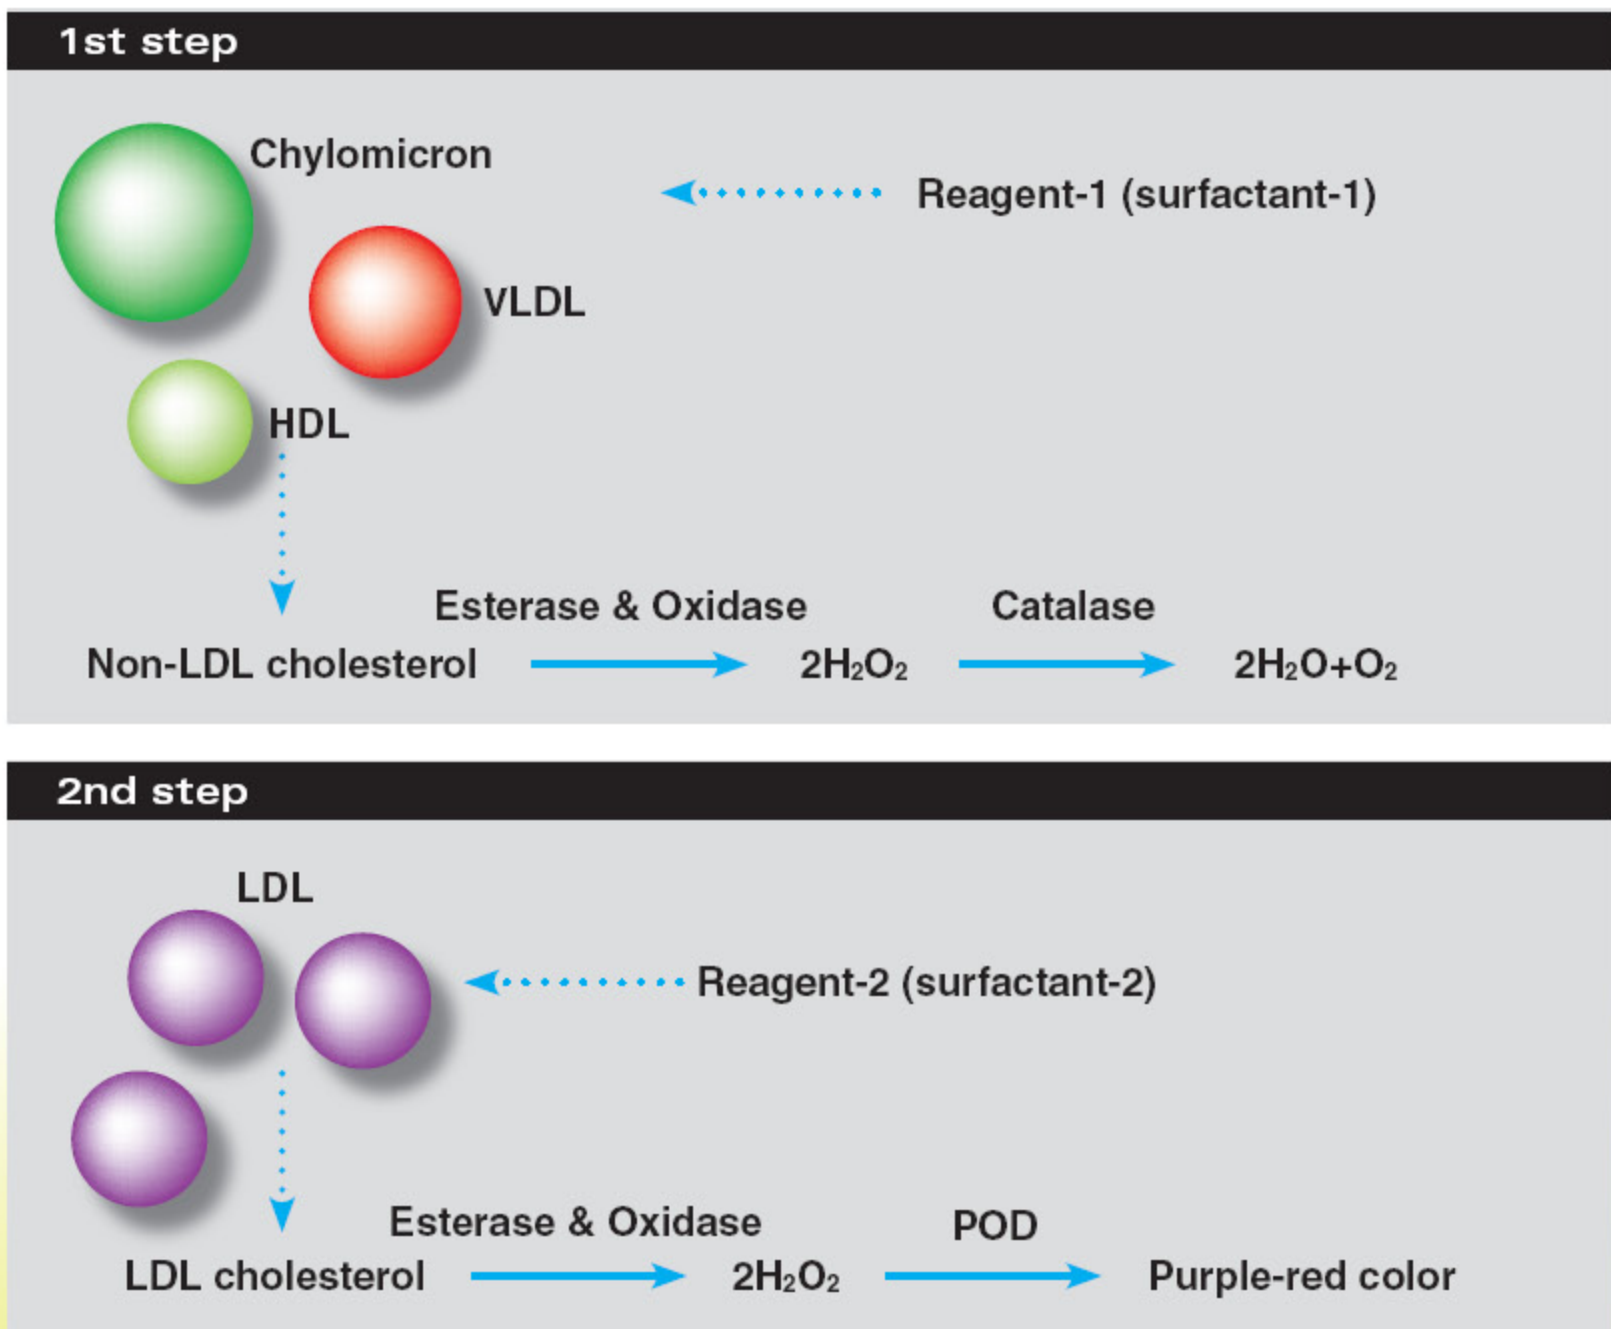 1st step
Chylomicron
Reagent-1 (surfactant-1)
VLDL
HDL
Esterase & Oxidase Catalase
Non-LDL cholesterol 2H₂O₂ 2H₂O+O₂
2nd step
LDL
Reagent-2 (surfactant-2)
Esterase & Oxidase POD
LDL cholesterol 2H₂O₂ Purple-red color